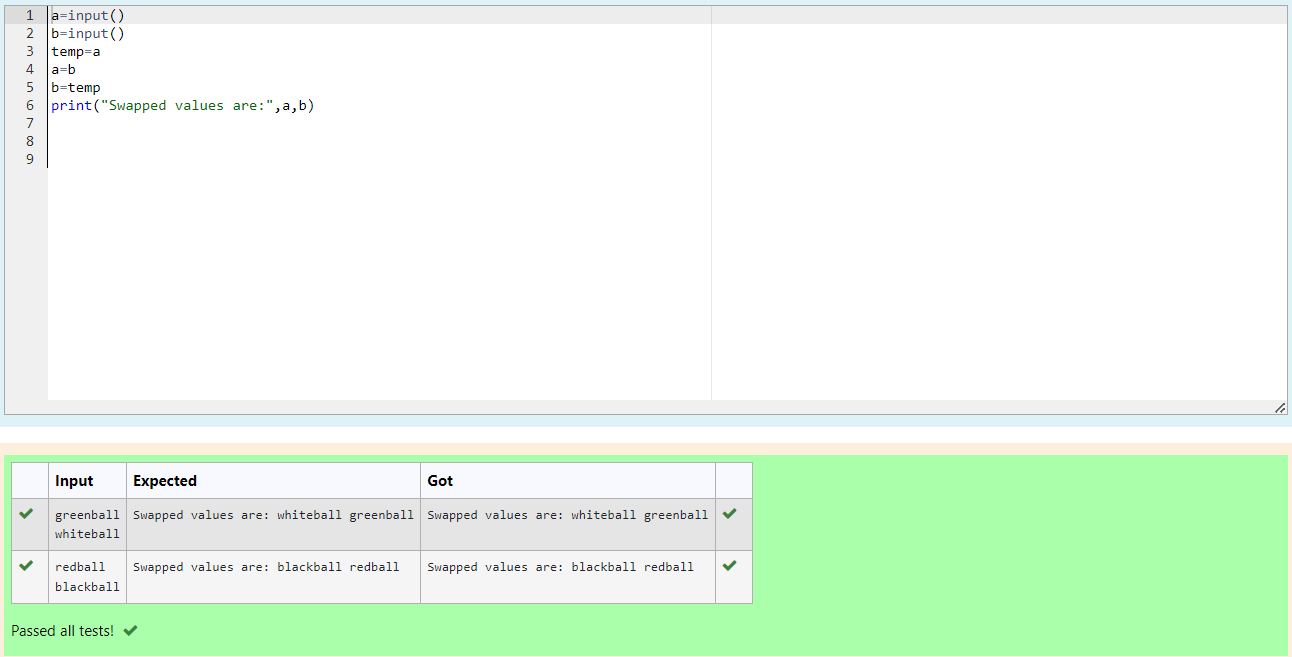 1 a=input()
2 b=input()
3 temp=a
4 a=b
5 b=temp
6 print("Swapped values are:",a,b)
7
8
9
Input Expected Got
greenball Swapped values are: whiteball greenball Swapped values are: whiteball greenball
whiteball
redball Swapped values are: blackball redball Swapped values are: blackball redball
blackball
Passed all tests!